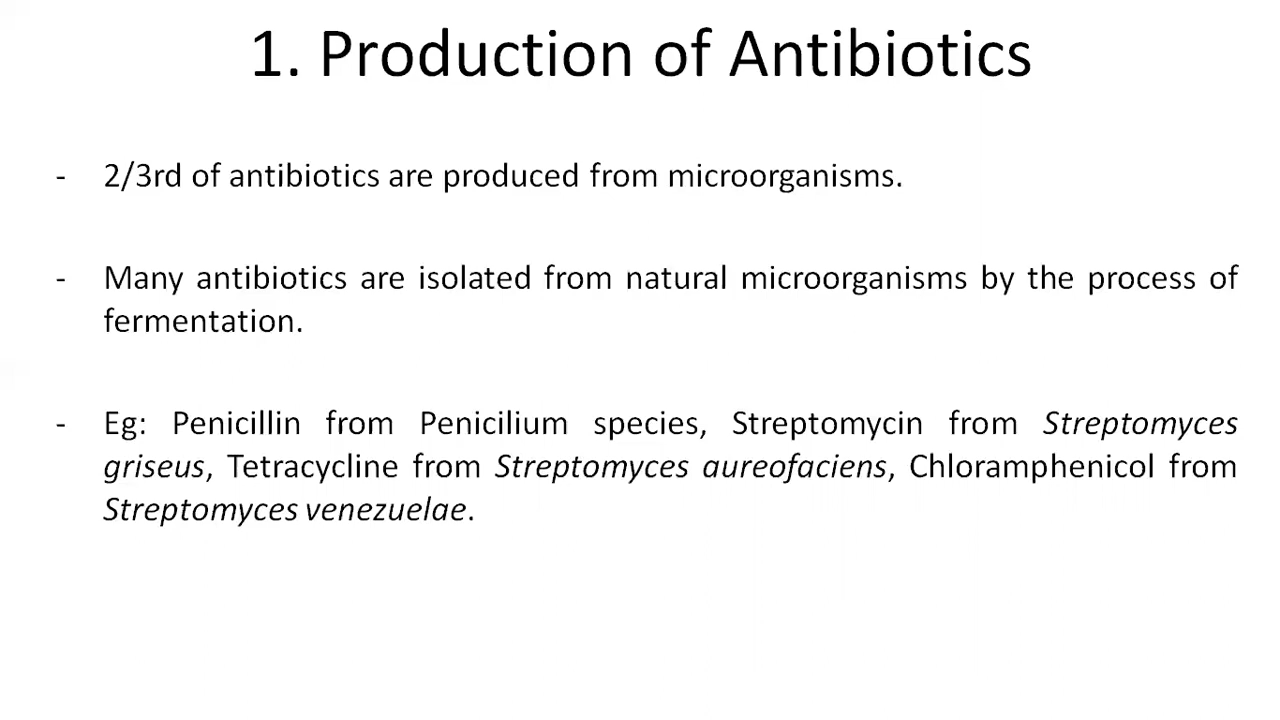 1. Production of Antibiotics
- 2/3rd of antibiotics are produced from microorganisms.
- Many antibiotics are isolated from natural microorganisms by the process of
fermentation.
- Eg: Penicillin from Penicilium species, Streptomycin from Streptomyces
griseus, Tetracycline from Streptomyces aureofaciens, Chloramphenicol from
Streptomyces venezuelae.